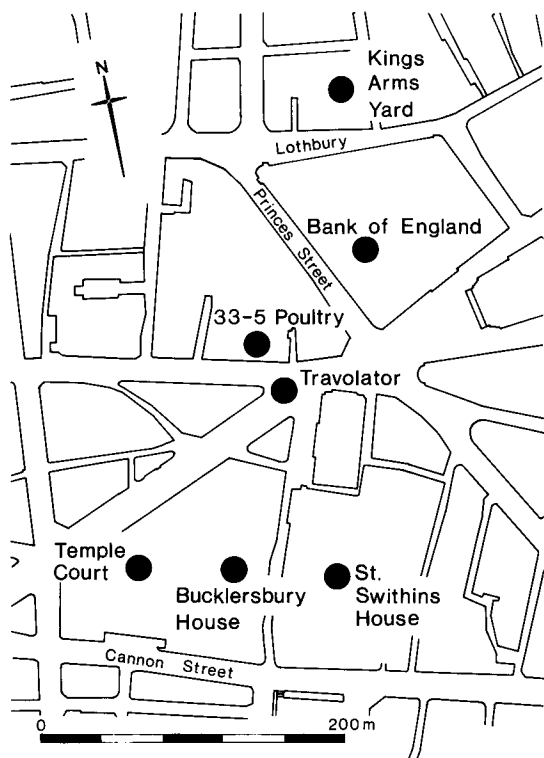 Kings
Arms
Yard
N
Lothbury
Princes Street
Bank of England
33-5 Poultry
Travolator
Temple
Court
Bucklersbury
House
St.
Swithins
House
Cannon Street
0
200m